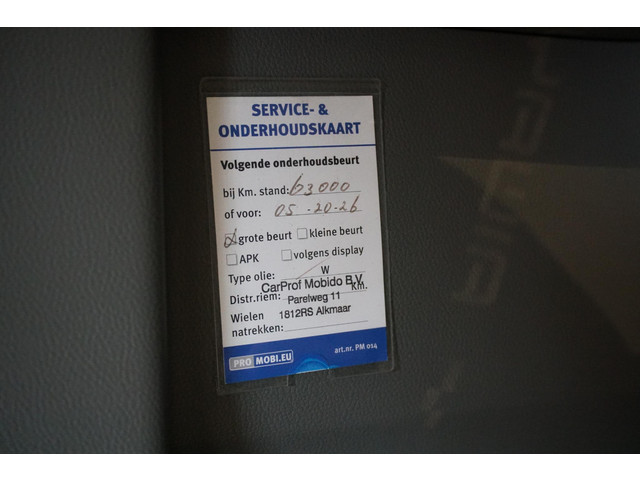 SERVICE- &
ONDERHOUDSKAART
Volgende onderhoudsbeurt
bij Km. stand: 63000
of voor: 05-20-26
grote beurt kleine beurt
APK volgens display
Type olie: W
CarProf Mobido B.V.
Distr.riem: Km.
Parelweg 11
Wielen
1812RS Alkmaar
natrekken:
PROMOBI.EU
art.nr. PM 014